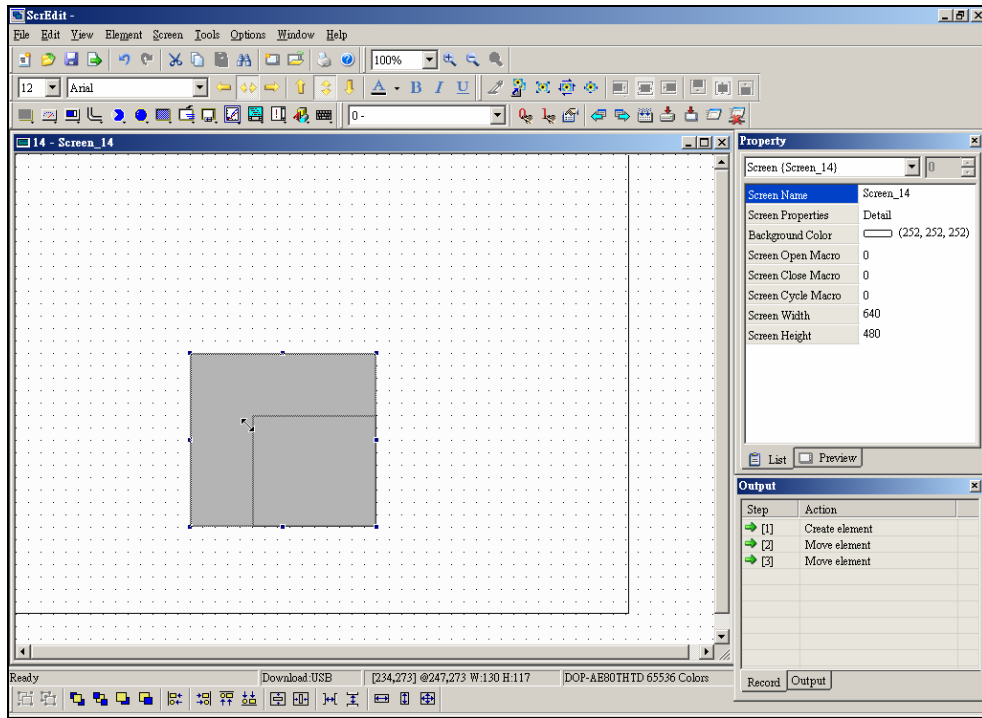 ScrEdit -
File Edit View Element Screen Tools Options Window Help
100%
12 Arial A B I U
0 -
14 - Screen_14
Property
Screen {Screen_14} 0
Screen Name Screen_14
Screen Properties Detail
Background Color (252, 252, 252)
Screen Open Macro 0
Screen Close Macro 0
Screen Cycle Macro 0
Screen Width 640
Screen Height 480
List Preview
Output
Step Action
[1] Create element
[2] Move element
[3] Move element
Record Output
Ready Download:USB [234,273] @247,273 W:130 H:117 DOP-AE80THTD 65536 Colors